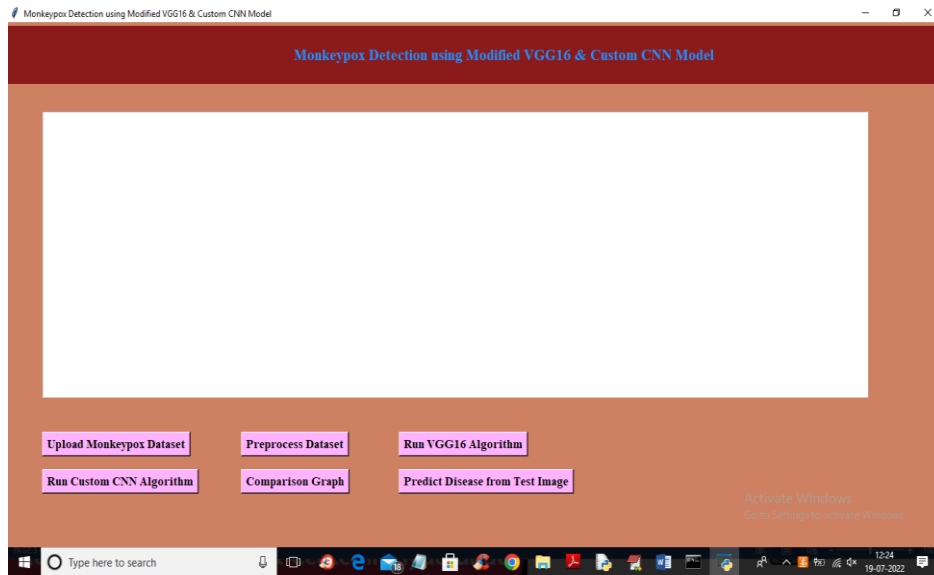 Monkeypox Detection using Modified VGG16 & Custom CNN Model
Monkeypox Detection using Modified VGG16 & Custom CNN Model
Upload Monkeypox Dataset
Preprocess Dataset
Run VGG16 Algorithm
Run Custom CNN Algorithm
Comparison Graph
Predict Disease from Test Image
Activate Windows
Go to Settings to activate Windows.
Type here to search
18
12:24
19-07-2022